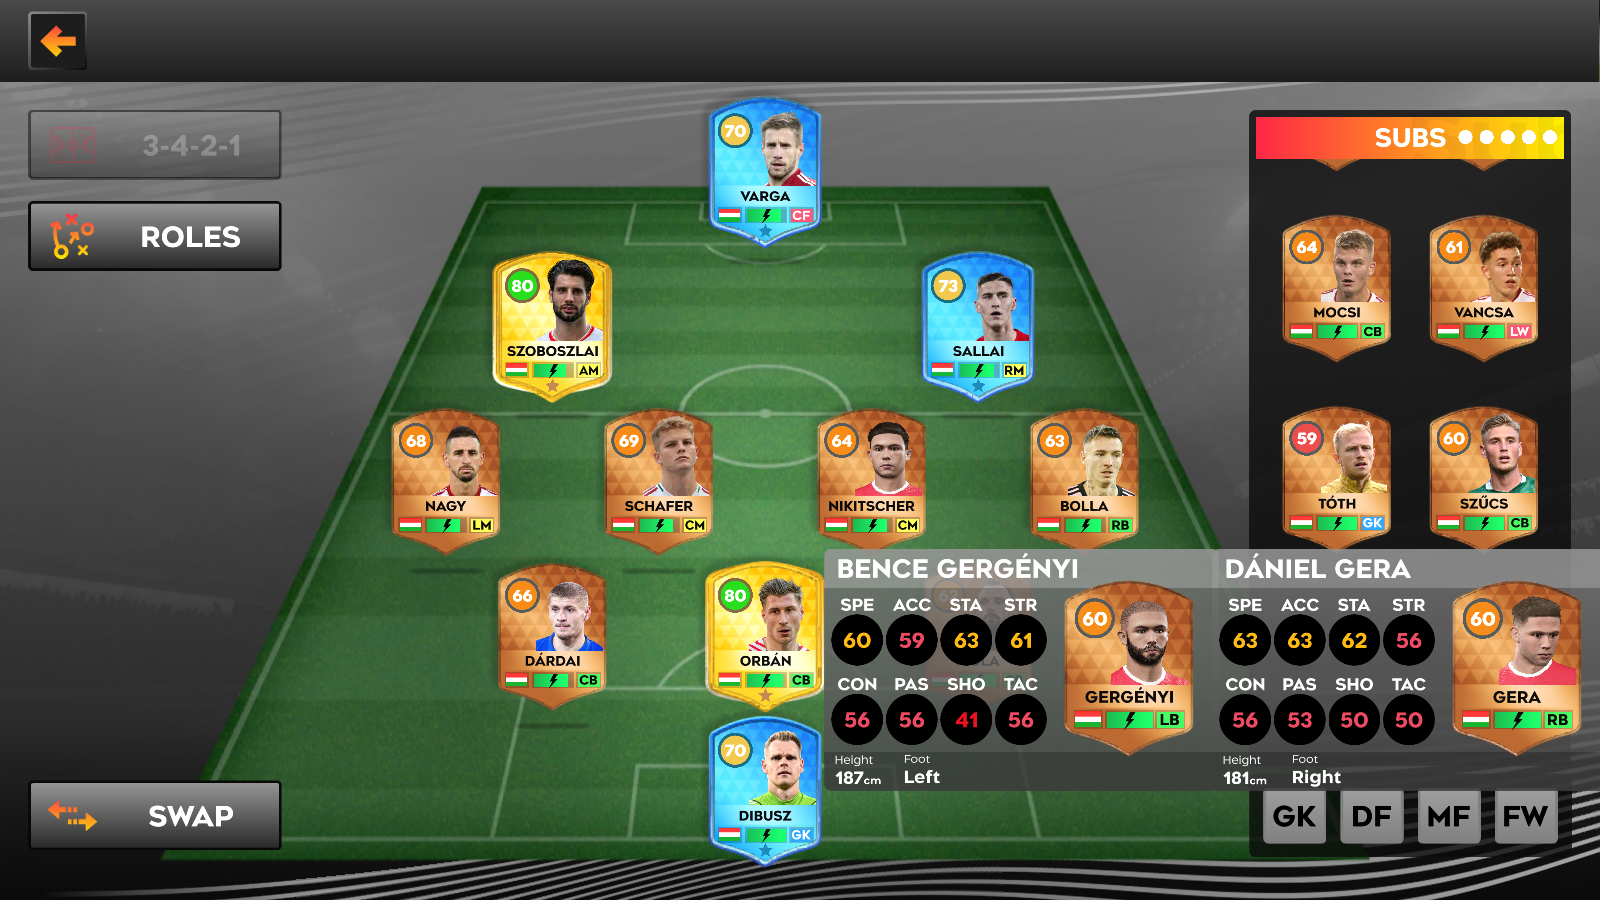 3-4-2-1
ROLES
SWAP
70
VARGA
CF
80
SZOBOSZLAI
AM
73
SALLAI
RM
68
NAGY
LM
69
SCHAFER
CM
64
NIKITSCHER
CM
63
BOLLA
RB
66
DÁRDAI
CB
80
ORBÁN
CB
70
DIBUSZ
GK
SUBS
64
MOCSI
CB
61
VANCSA
LW
59
TÓTH
GK
60
SZŰCS
CB
BENCE GERGÉNYI
SPE ACC STA STR
60 59 63 61
CON PAS SHO TAC
56 56 41 56
Height Foot
187cm Left
60
GERGÉNYI
LB
DÁNIEL GERA
SPE ACC STA STR
63 63 62 56
CON PAS SHO TAC
56 53 50 50
Height Foot
181cm Right
60
GERA
RB
GK DF MF FW